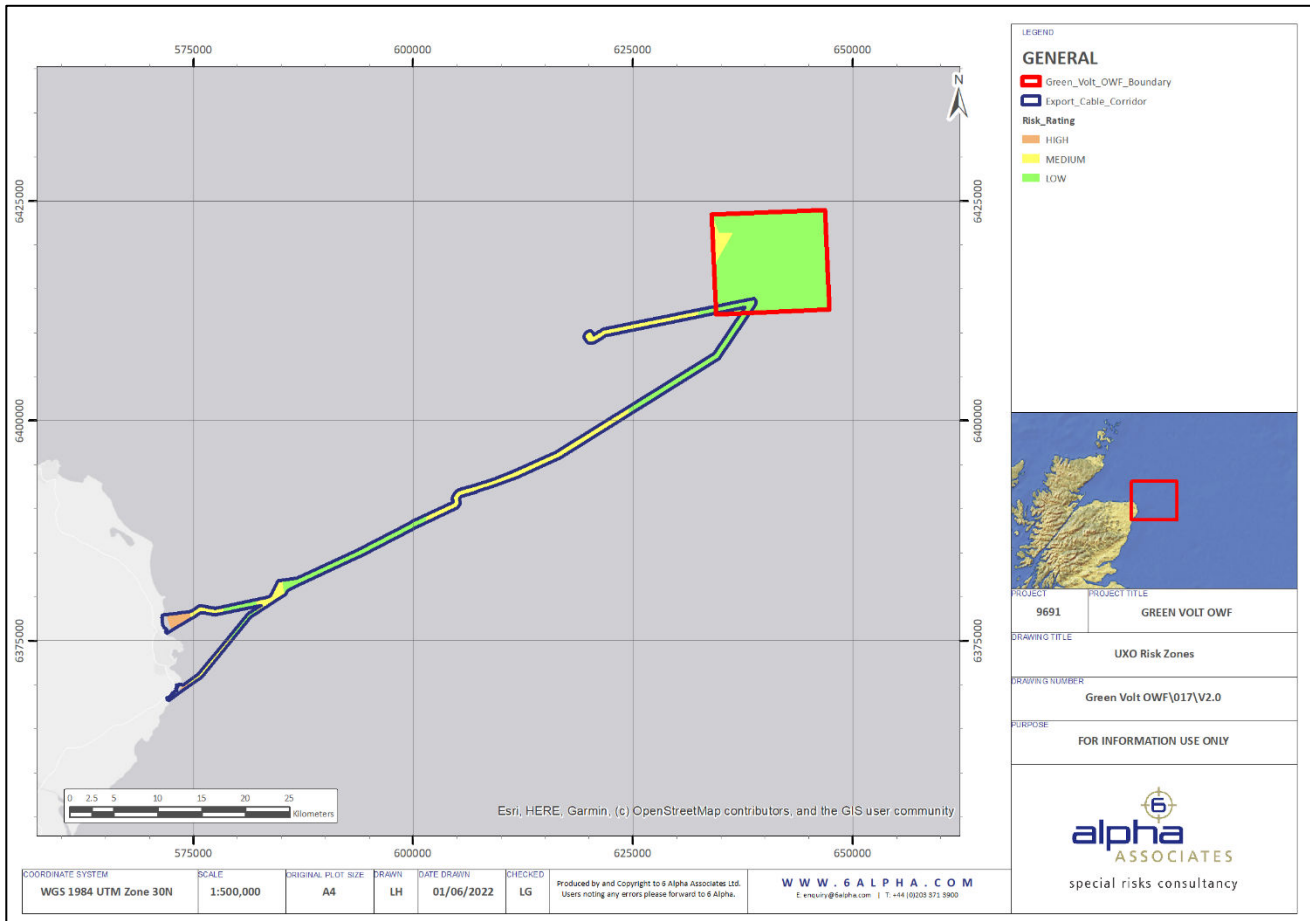 575000 600000 625000 650000
N
6425000 6425000
6400000 6400000
6375000 6375000
0 2.5 5 10 15 20 25
Kilometers
Esri, HERE, Garmin, (c) OpenStreetMap contributors, and the GIS user community
575000 600000 625000 650000
LEGEND
GENERAL
Green_Volt_OWF_Boundary
Export_Cable_Corridor
Risk_Rating
HIGH
MEDIUM
LOW
PROJECT PROJECT TITLE
9691 GREEN VOLT OWF
DRAWING TITLE
UXO Risk Zones
DRAWING NUMBER
Green Volt OWF\017\V2.0
PURPOSE
FOR INFORMATION USE ONLY
6
alpha
ASSOCIATES
special risks consultancy
COORDINATE SYSTEM SCALE ORIGINAL PLOT SIZE DRAWN DATE DRAWN CHECKED
WGS 1984 UTM Zone 30N 1:500,000 A4 LH 01/06/2022 LG
Produced by and Copyright to 6 Alpha Associates Ltd.
Users noting any errors please forward to 6 Alpha.
WWW.6ALPHA.COM
E: enquiry@6alpha.com | T: +44 (0)203 371 3900